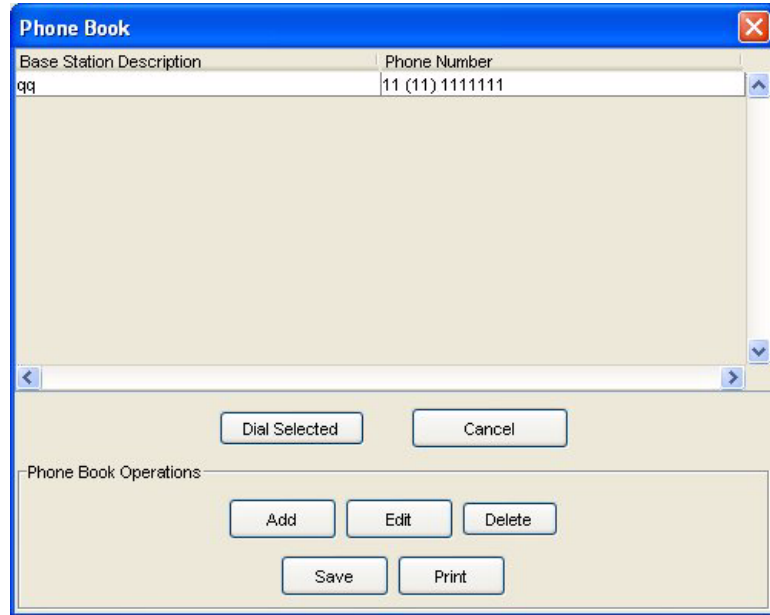 Phone Book
Base Station Description Phone Number
qq 11 (11) 1111111
Dial Selected Cancel
Phone Book Operations
Add Edit Delete
Save Print